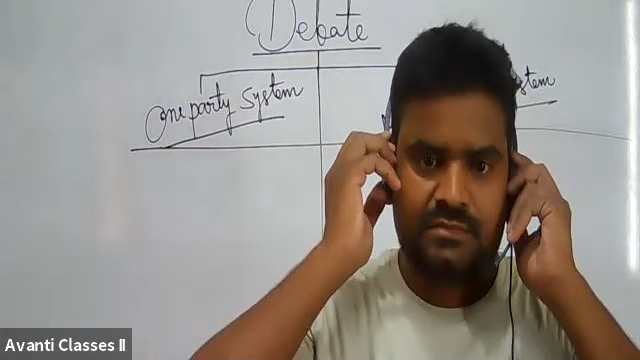 Debate
One party System
stem
Avanti Classes II